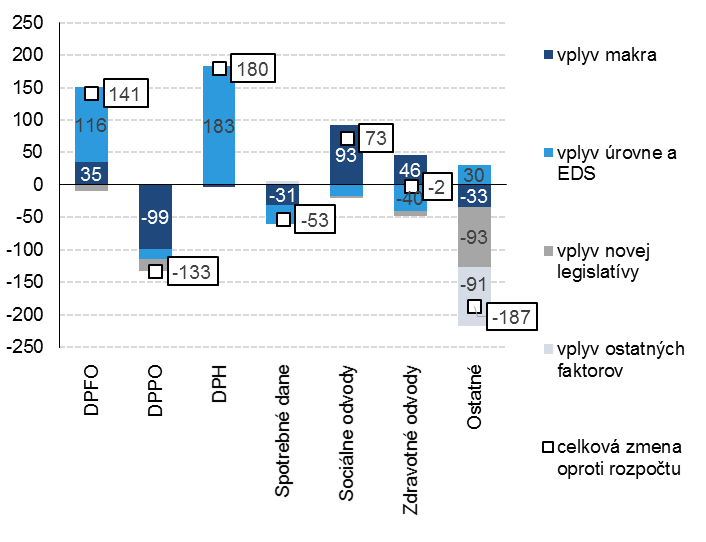 250
200
150
100
50
0
-50
-100
-150
-200
-250
141
116
35
-99
-133
180
183
-31
-53
73
93
46
-2
-40
30
-33
-93
-91
-187
DPFO
DPPO
DPH
Spotrebné dane
Sociálne odvody
Zdravotné odvody
Ostatné
vplyv makra
vplyv úrovne a
EDS
vplyv novej
legislatívy
vplyv ostatných
faktorov
celková zmena
oproti rozpočtu